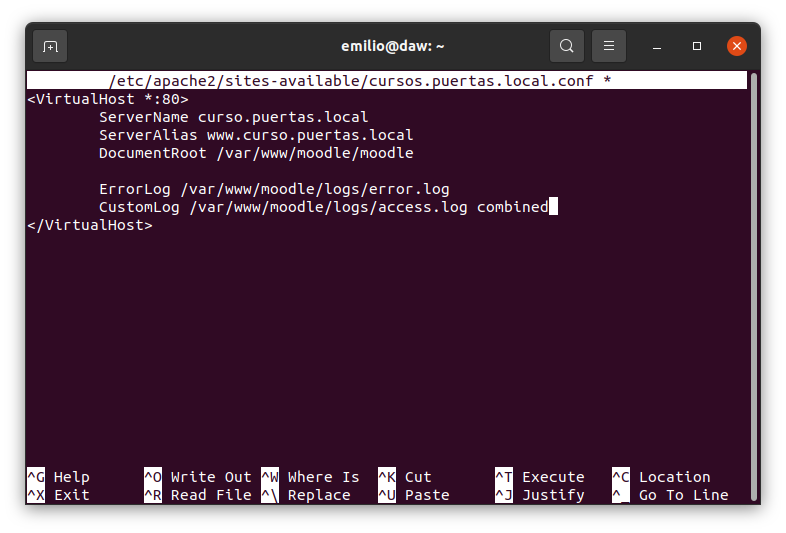 emilio@daw: ~
/etc/apache2/sites-available/cursos.puertas.local.conf *
<VirtualHost *:80>
ServerName curso.puertas.local
ServerAlias www.curso.puertas.local
DocumentRoot /var/www/moodle/moodle
ErrorLog /var/www/moodle/logs/error.log
CustomLog /var/www/moodle/logs/access.log combined
</VirtualHost>
^G Help ^O Write Out ^W Where Is ^K Cut ^T Execute ^C Location
^X Exit ^R Read File ^\ Replace ^U Paste ^J Justify ^_ Go To Line